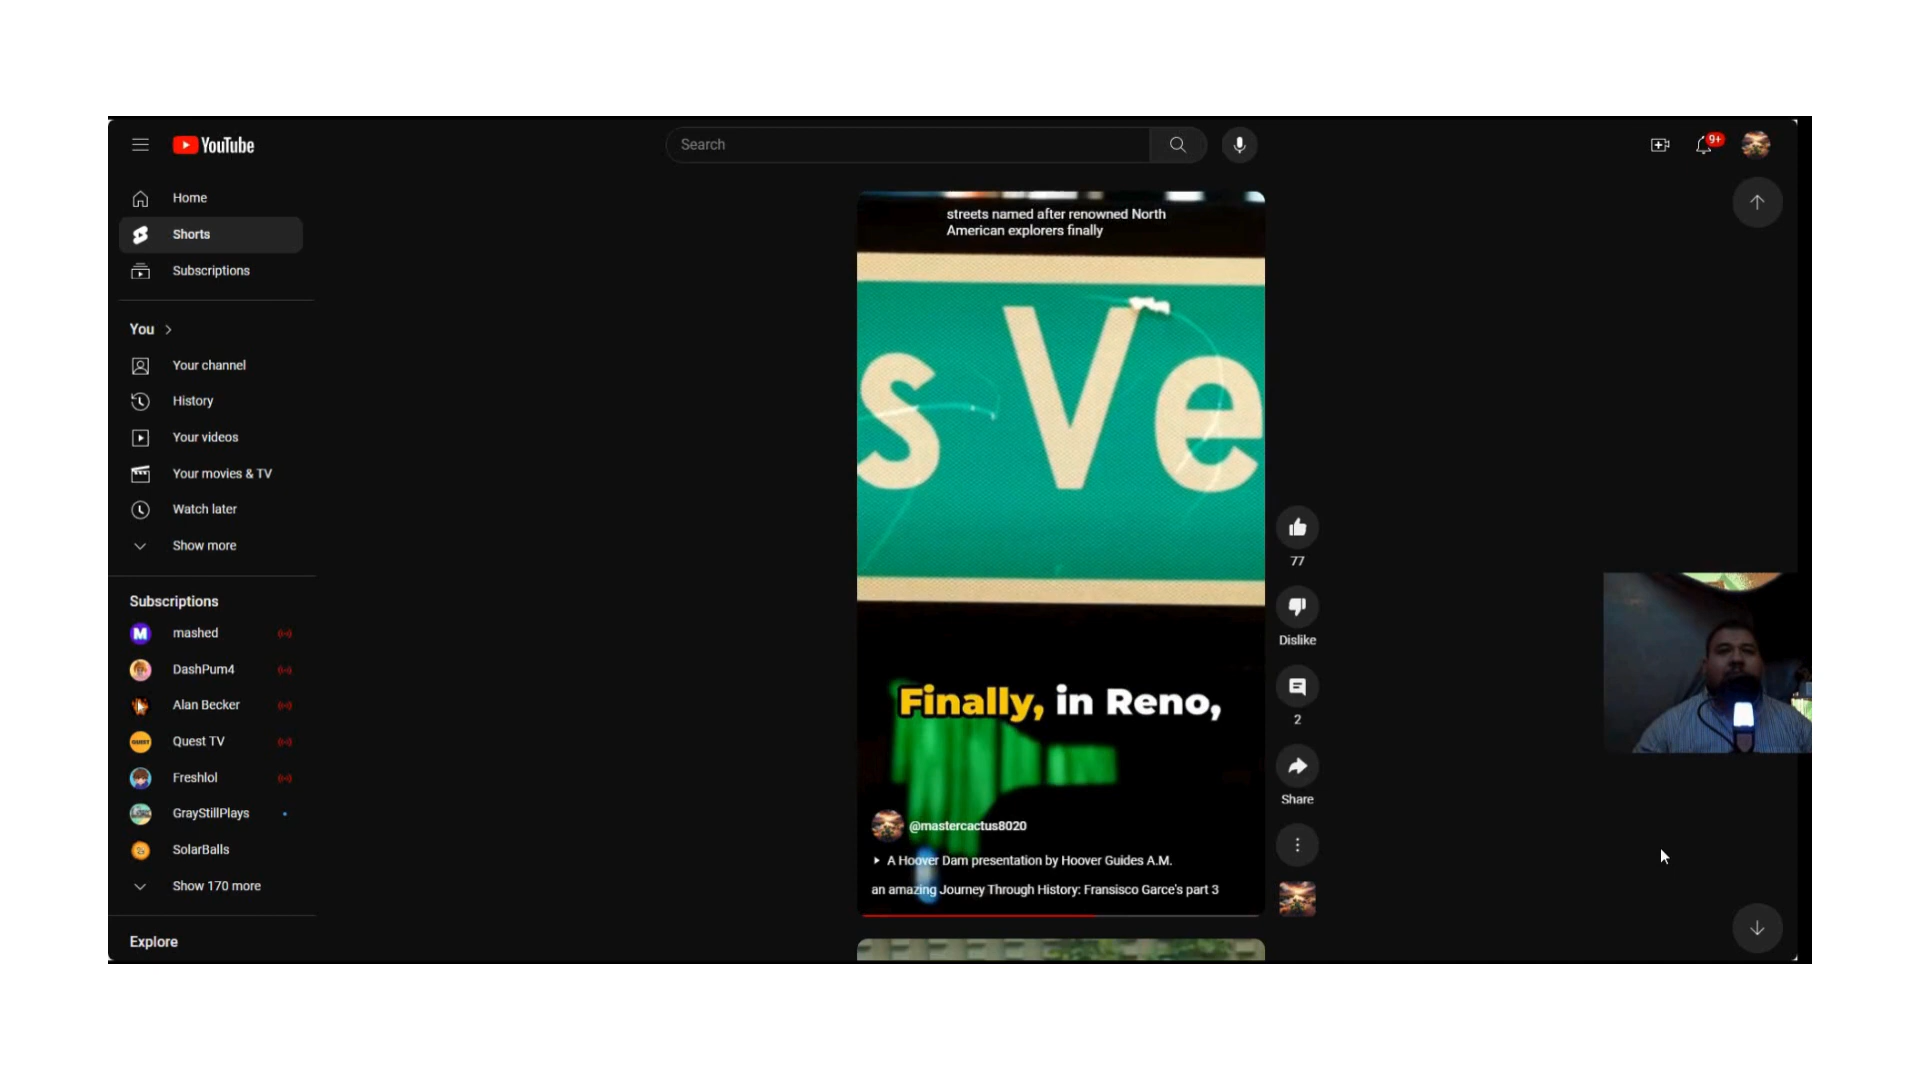 YouTube
Search
9+
Home
Shorts
Subscriptions
You
Your channel
History
Your videos
Your movies & TV
Watch later
Show more
Subscriptions
M mashed
DashPum4
Alan Becker
Quest TV
Freshlol
GrayStillPlays
SolarBalls
Show 170 more
Explore
streets named after renowned North
American explorers finally
s Ve
Finally, in Reno,
@mastercactus8020
A Hoover Dam presentation by Hoover Guides A.M.
an amazing Journey Through History: Fransisco Garce's part 3
77
Dislike
2
Share